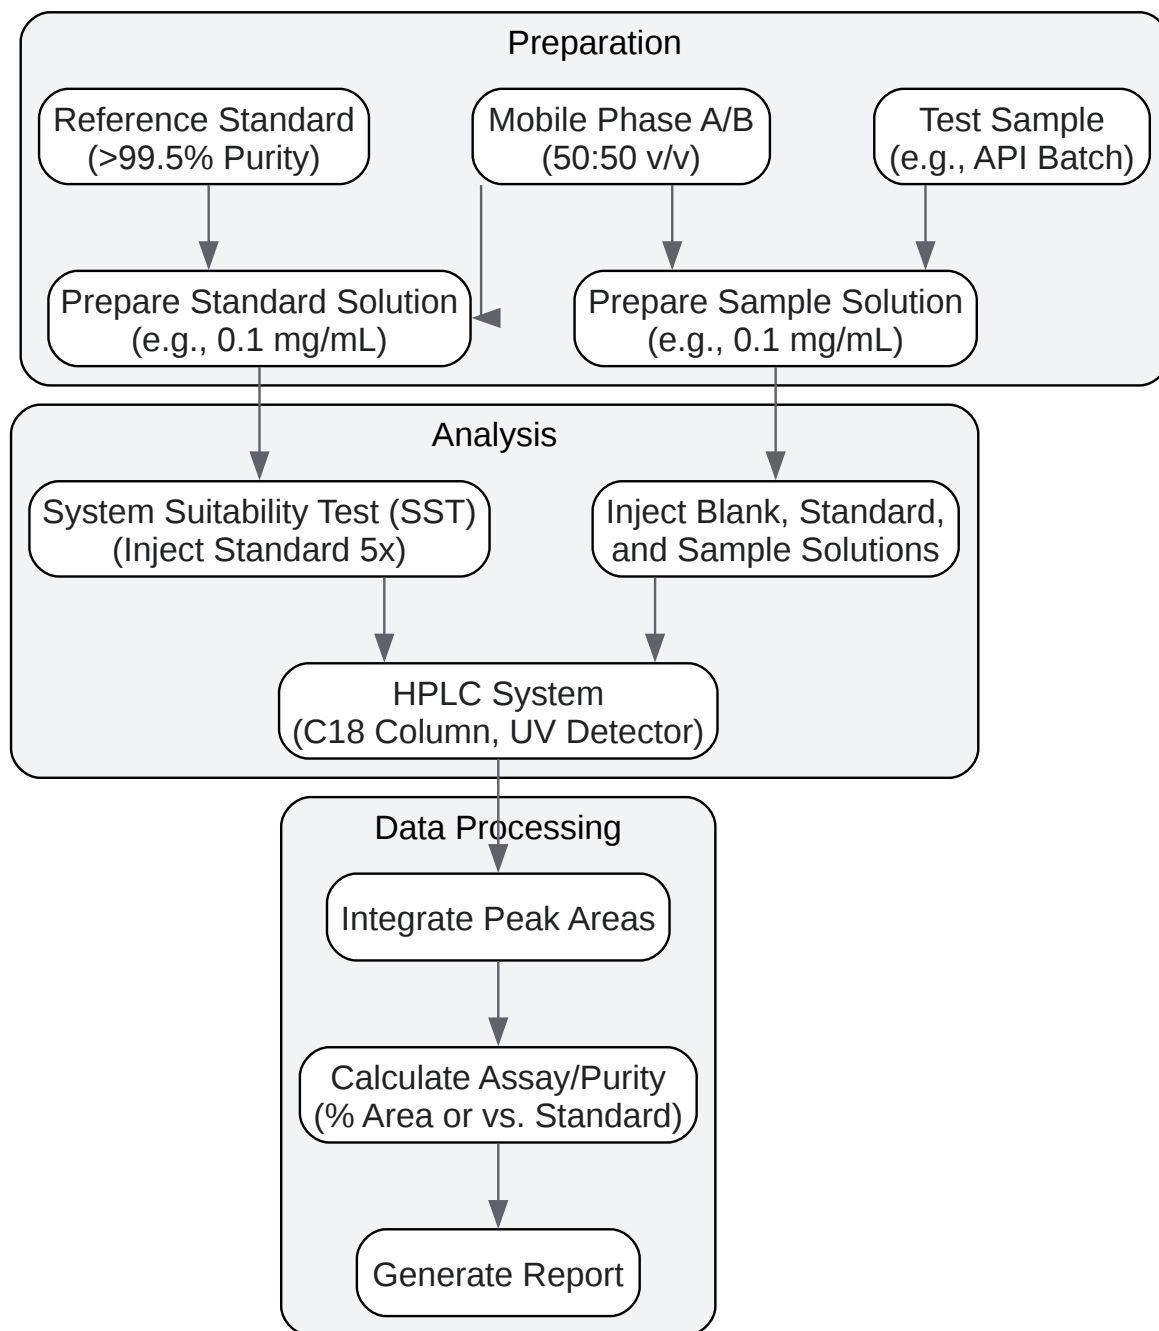 Preparation
Reference Standard
(>99.5% Purity)
Mobile Phase A/B
(50:50 v/v)
Test Sample
(e.g., API Batch)
Prepare Standard Solution
(e.g., 0.1 mg/mL)
Prepare Sample Solution
(e.g., 0.1 mg/mL)
Analysis
System Suitability Test (SST)
(Inject Standard 5x)
Inject Blank, Standard,
and Sample Solutions
HPLC System
(C18 Column, UV Detector)
Data Processing
Integrate Peak Areas
Calculate Assay/Purity
(% Area or vs. Standard)
Generate Report